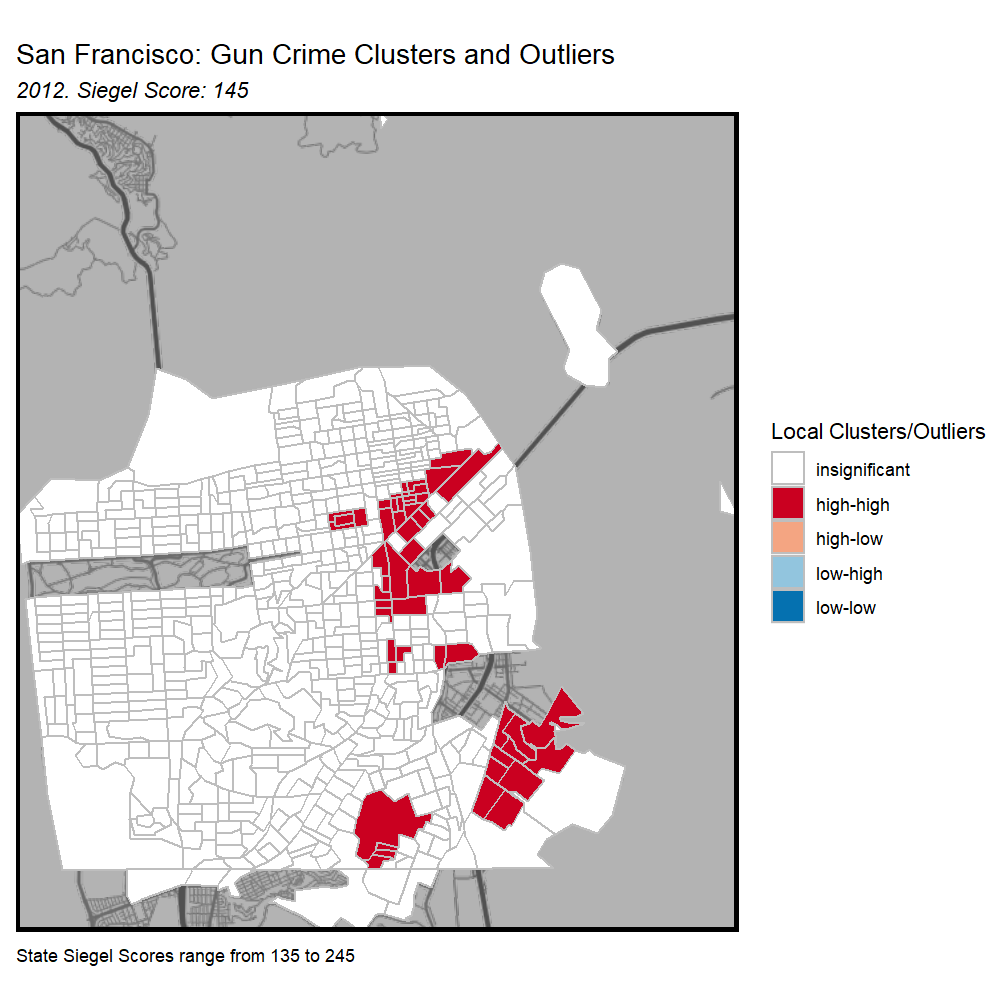 San Francisco: Gun Crime Clusters and Outliers
2012. Siegel Score: 145
Local Clusters/Outliers
insignificant
high-high
high-low
low-high
low-low
State Siegel Scores range from 135 to 245